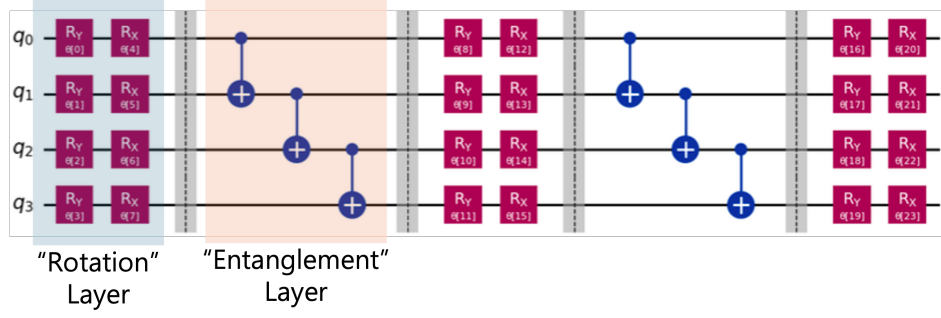 q0 RY θ[0] RX θ[4] RY θ[8] RX θ[12] RY θ[16] RX θ[20]
q1 RY θ[1] RX θ[5] RY θ[9] RX θ[13] RY θ[17] RX θ[21]
q2 RY θ[2] RX θ[6] RY θ[10] RX θ[14] RY θ[18] RX θ[22]
q3 RY θ[3] RX θ[7] RY θ[11] RX θ[15] RY θ[19] RX θ[23]
“Rotation”
Layer
“Entanglement”
Layer